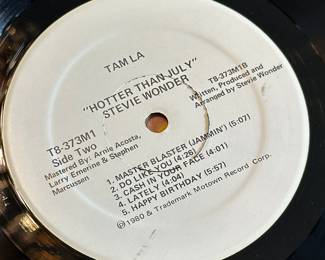 TAMLA
"HOTTER THAN JULY"
STEVIE WONDER
T8-373M1
Side Two
Mastered By: Arnie Acosta,
Larry Emerine & Stephen
Marcussen
T8-373M1B
Written, Produced and
Arranged by Stevie Wonder
1. MASTER BLASTER (JAMMIN') (5:07)
2. DO LIKE YOU (4:26)
3. CASH IN YOUR FACE (4:01)
4. LATELY (4:04)
5. HAPPY BIRTHDAY (5:57)
©1980 & Trademark Motown Record Corp.